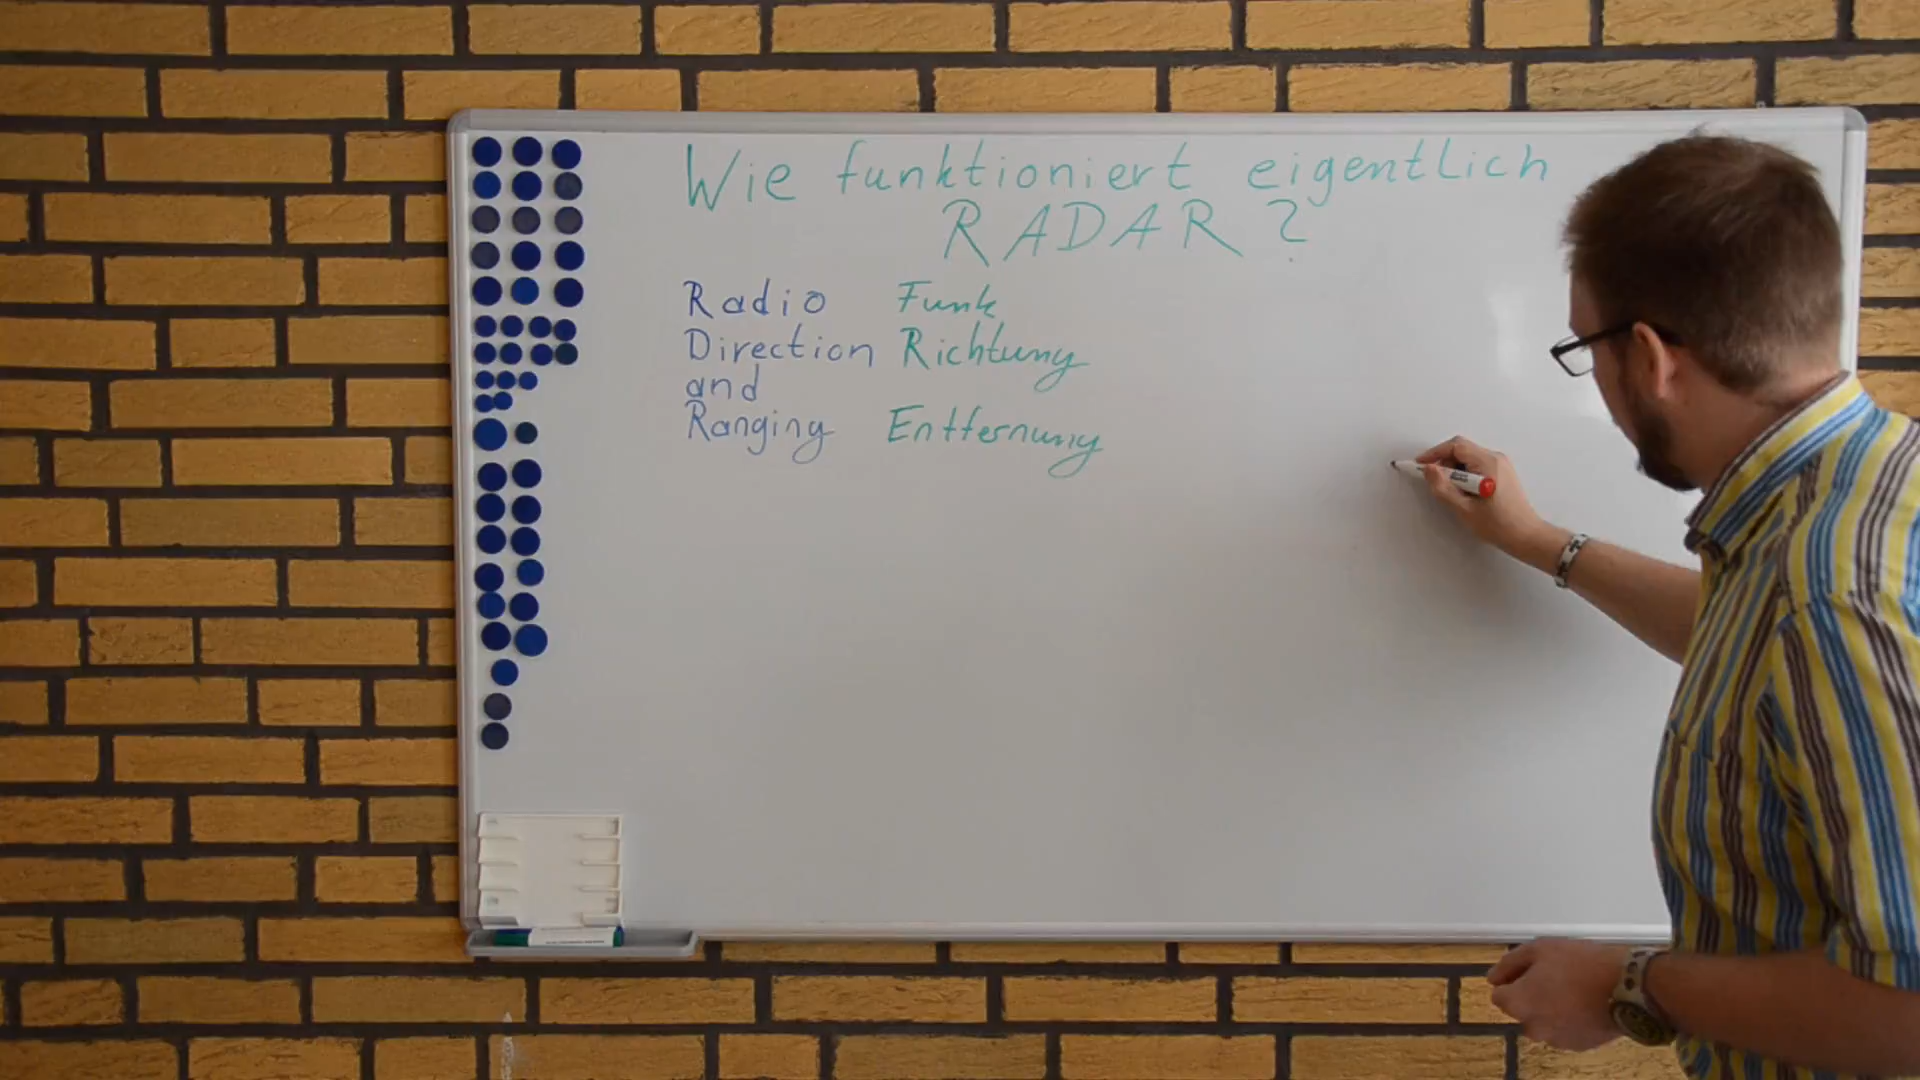 Wie funktioniert eigentlich
RADAR?
Radio Funk
Direction Richtung
and
Ranging Entfernung